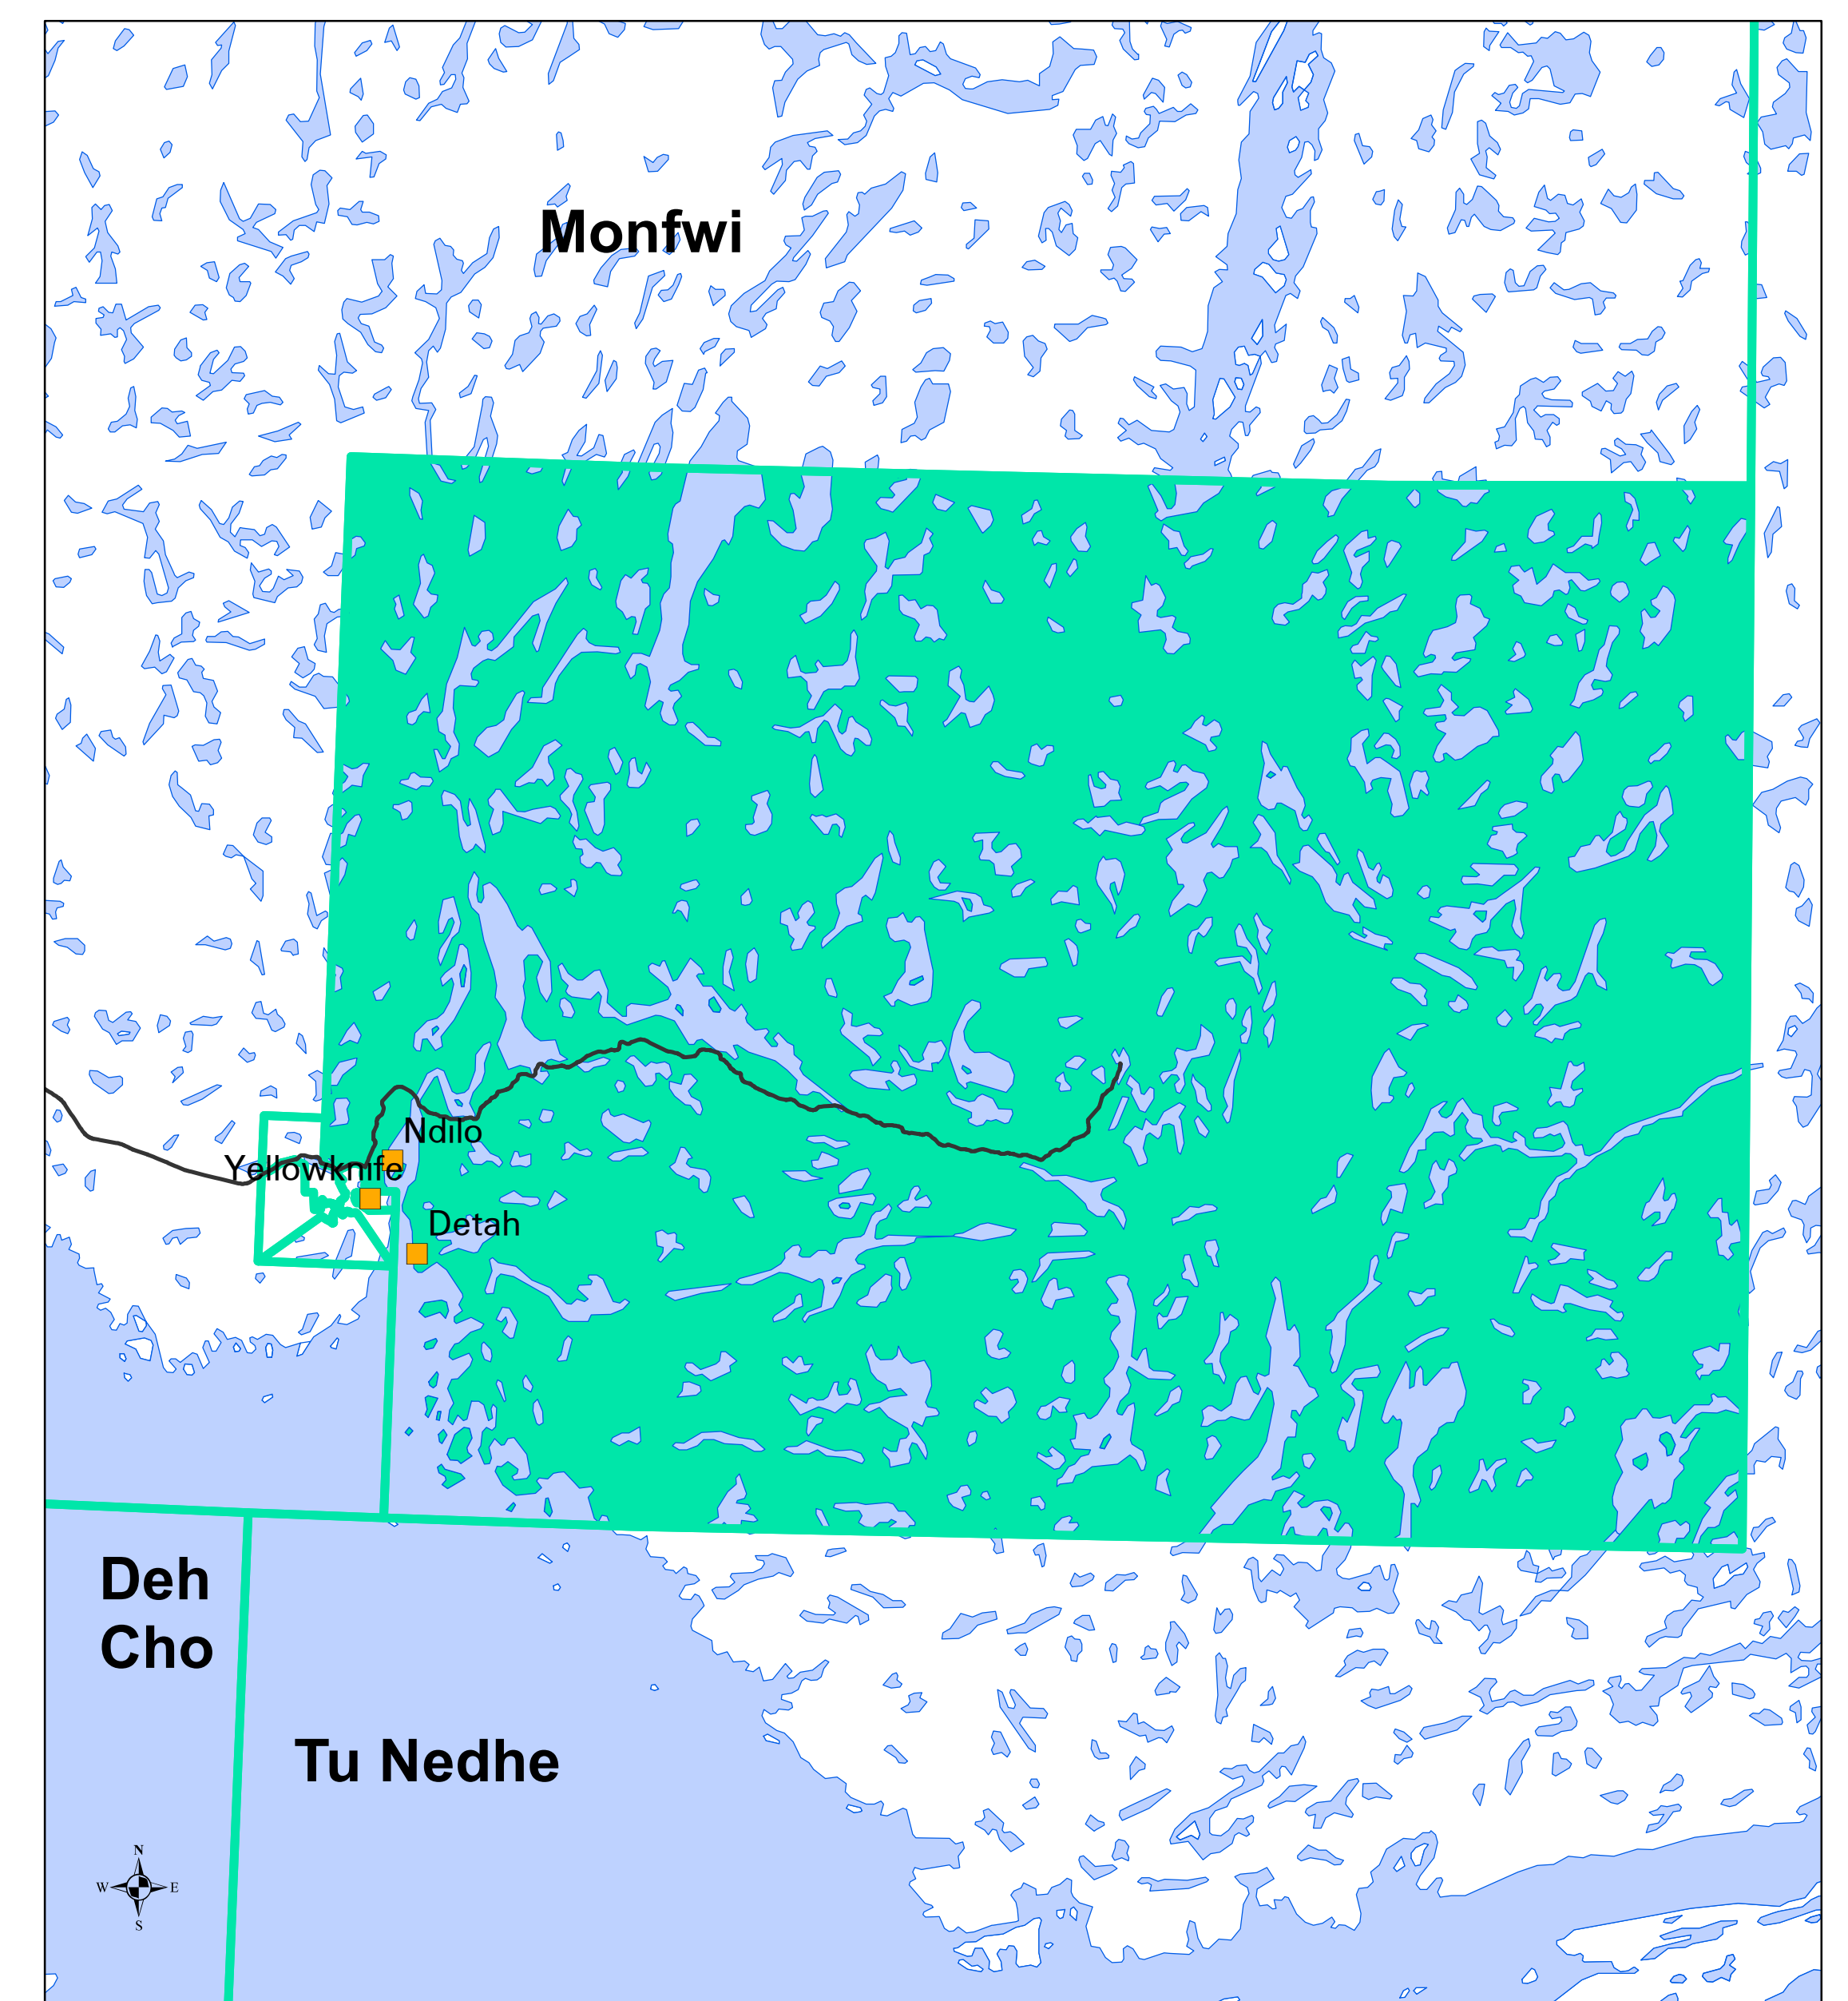 Monfwi
Ndilo
Yellowknife
Detah
Deh
Cho
Tu Nedhe
N
W E
S